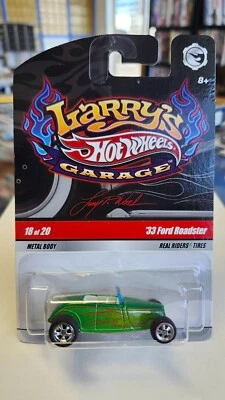 8+
Larry's
Hot Wheels
GARAGE
18 of 20
'33 Ford Roadster
METAL BODY
REAL RIDERS TIRES